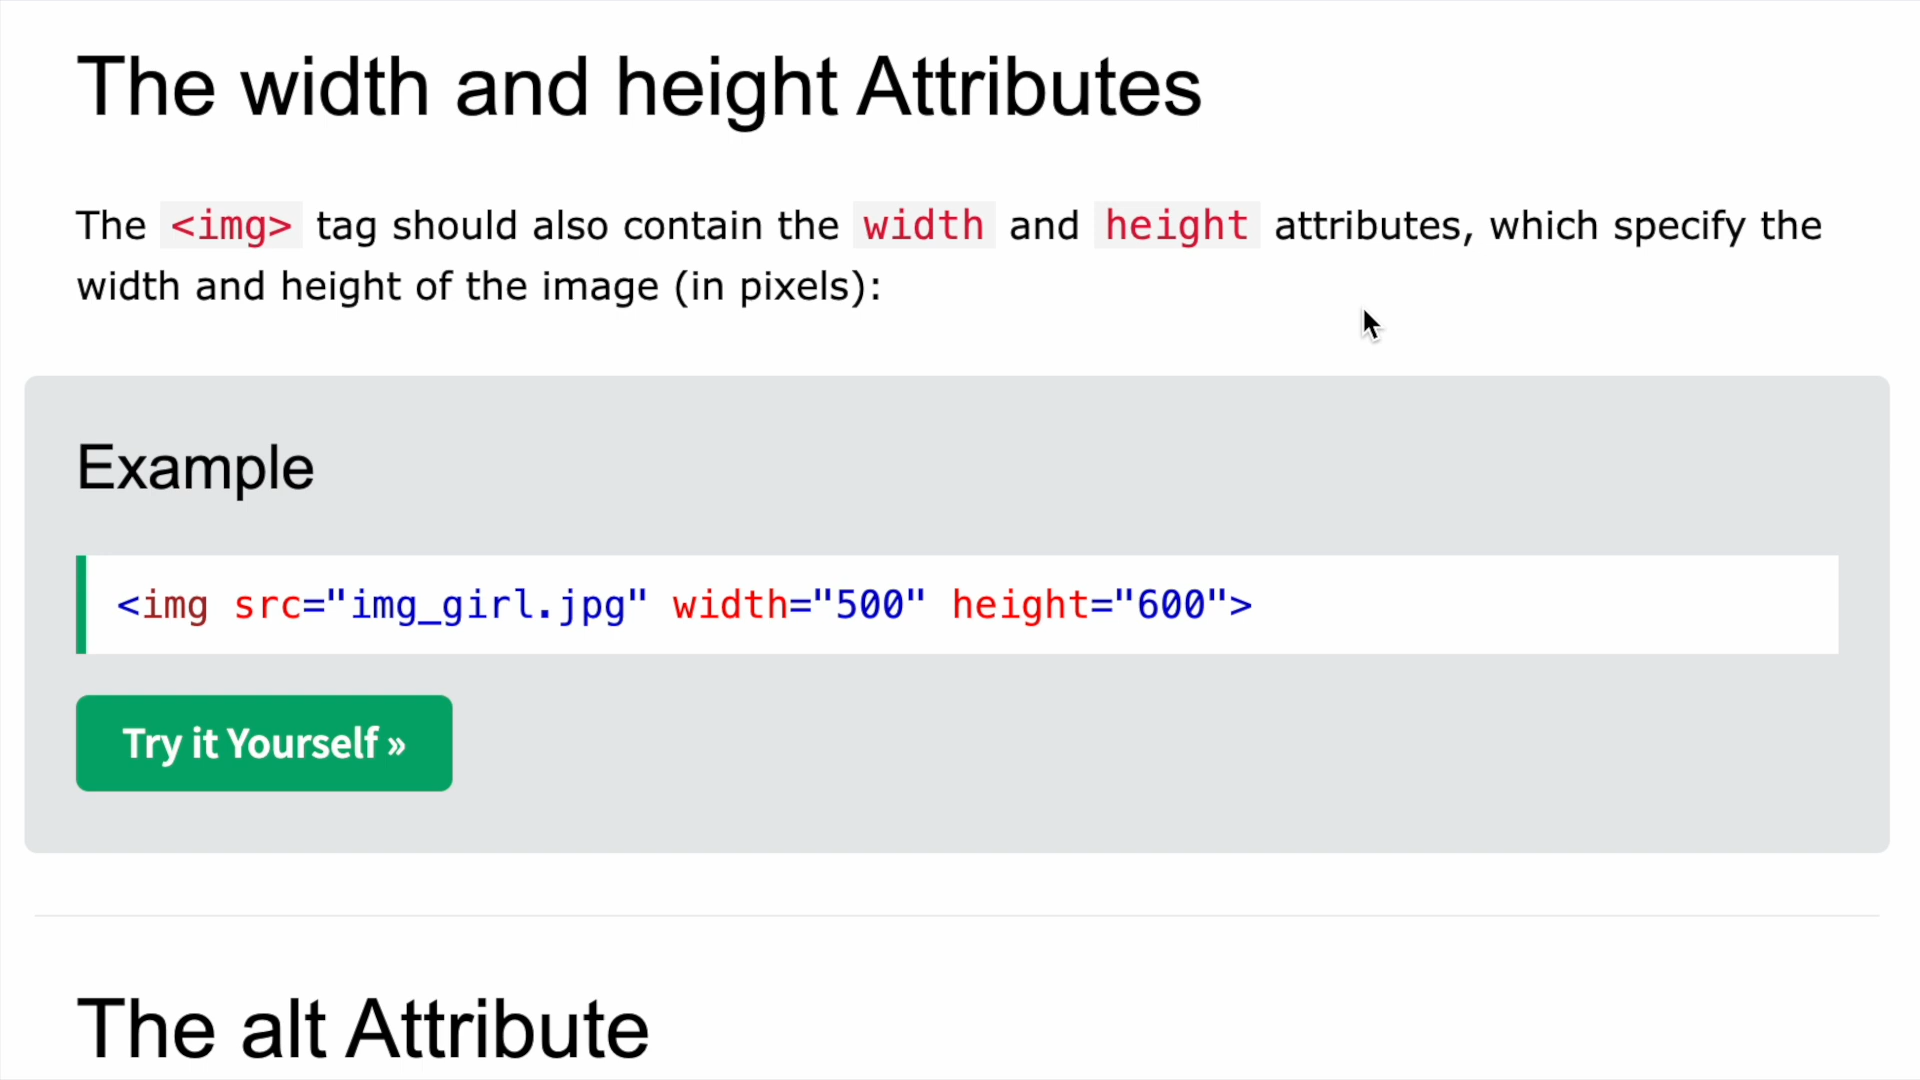 The width and height Attributes
The <img> tag should also contain the width and height attributes, which specify the
width and height of the image (in pixels):
Example
<img src="img_girl.jpg" width="500" height="600">
Try it Yourself »
The alt Attribute